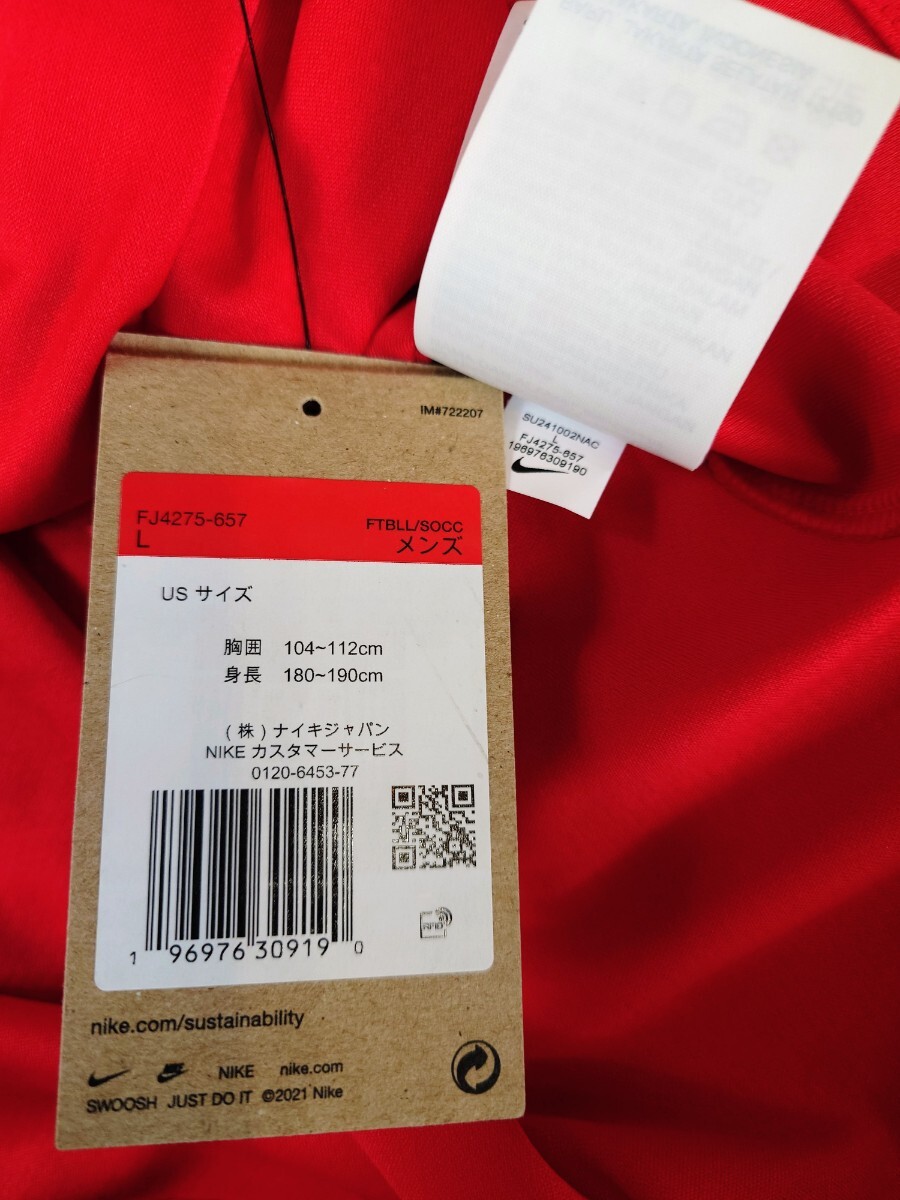 SU241002NAC
L
FJ4275-657
196976309190
IM#722207
FJ4275-657
L
FTBLL/SOCC
メンズ
US サイズ
胸囲 104~112cm
身長 180~190cm
(株)ナイキジャパン
NIKE カスタマーサービス
0120-6453-77
RFID
1 96976 30919 0
nike.com/sustainability
NIKE nike.com
SWOOSH JUST DO IT ©2021 Nike